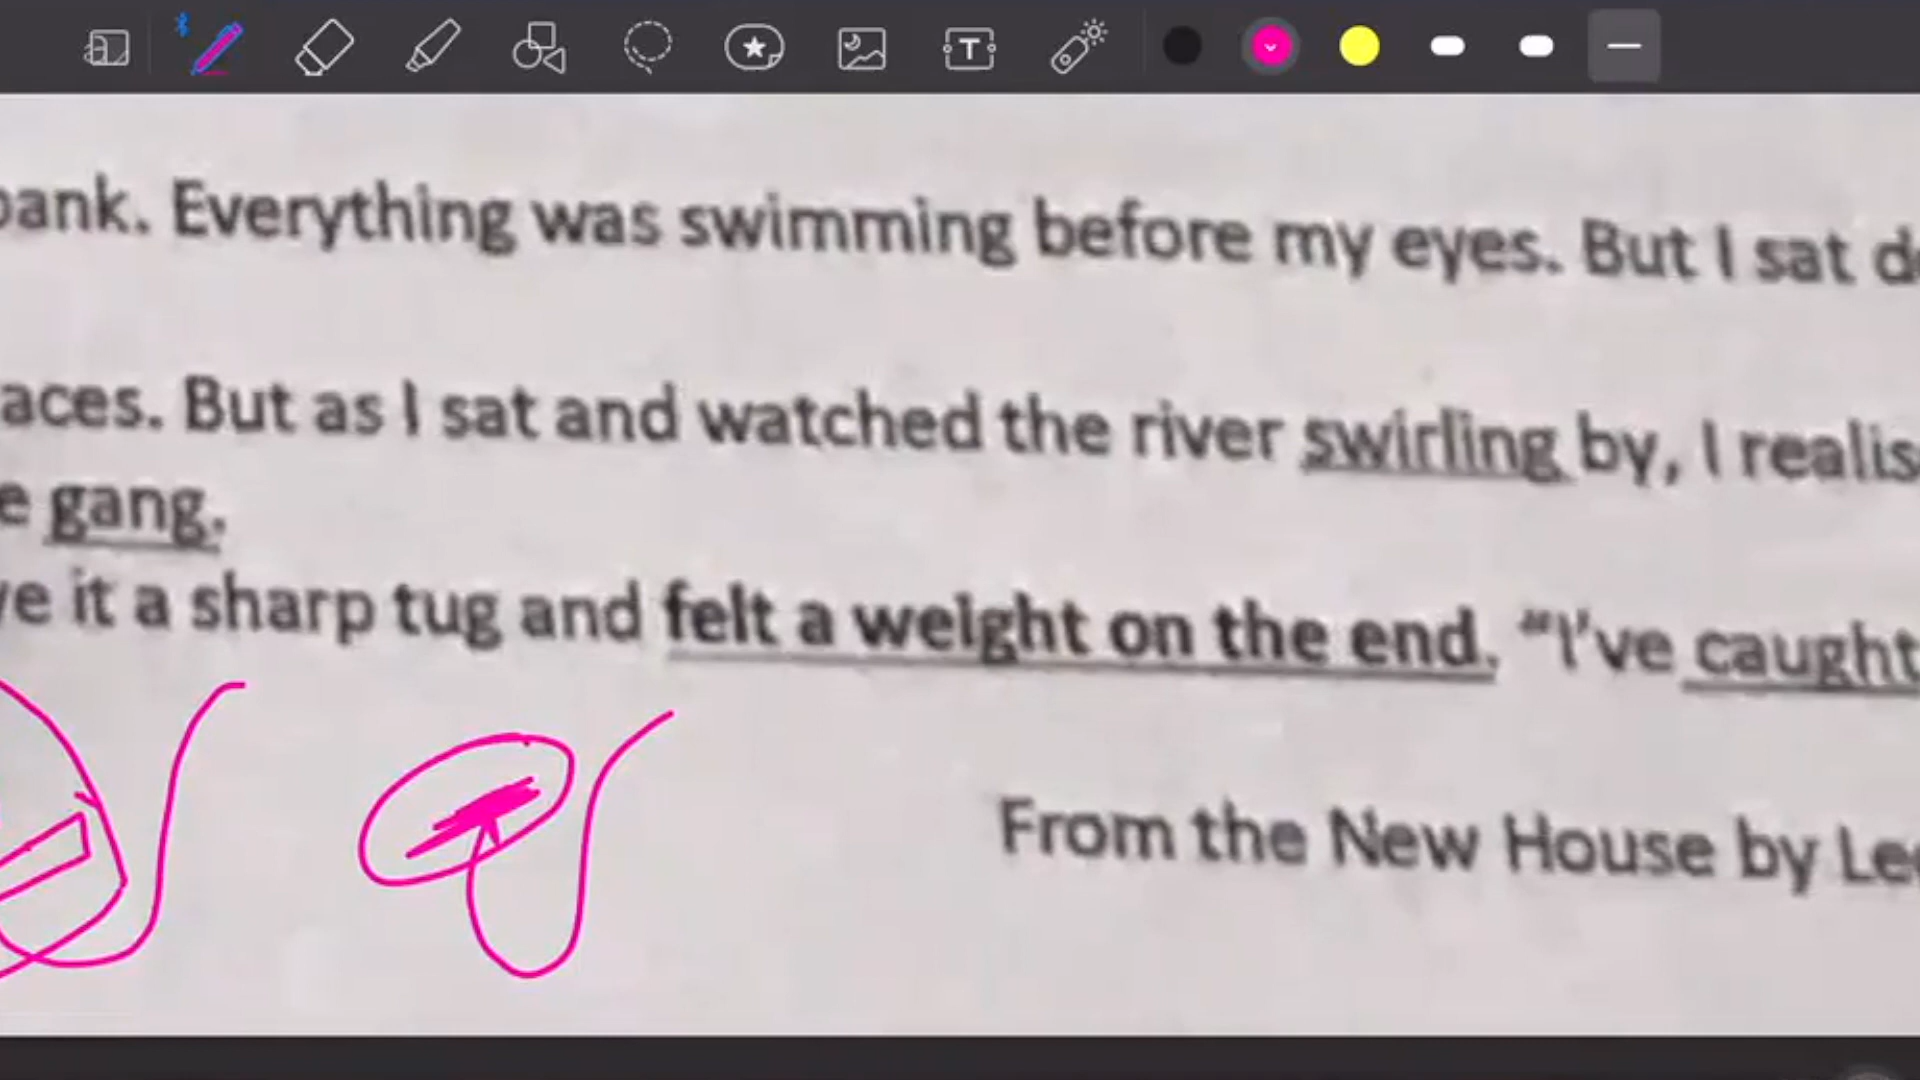 bank. Everything was swimming before my eyes. But I sat
aces. But as I sat and watched the river swirling by, I realis
e gang.
ve it a sharp tug and felt a weight on the end. "I've caught
From the New House by